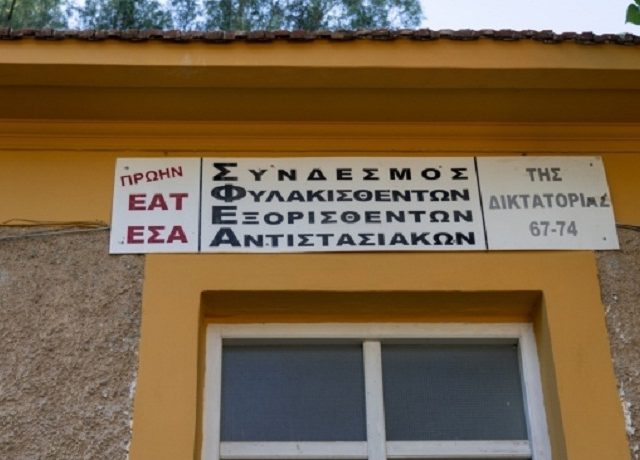 ΠΡΩΗΝ
ΕΑΤ
ΕΣΑ
ΣΥΝΔΕΣΜΟΣ
ΦΥΛΑΚΙΣΘΕΝΤΩΝ
ΕΞΟΡΙΣΘΕΝΤΩΝ
ΑΝΤΙΣΤΑΣΙΑΚΩΝ
ΤΗΣ
ΔΙΚΤΑΤΟΡΙΑΣ
67-74